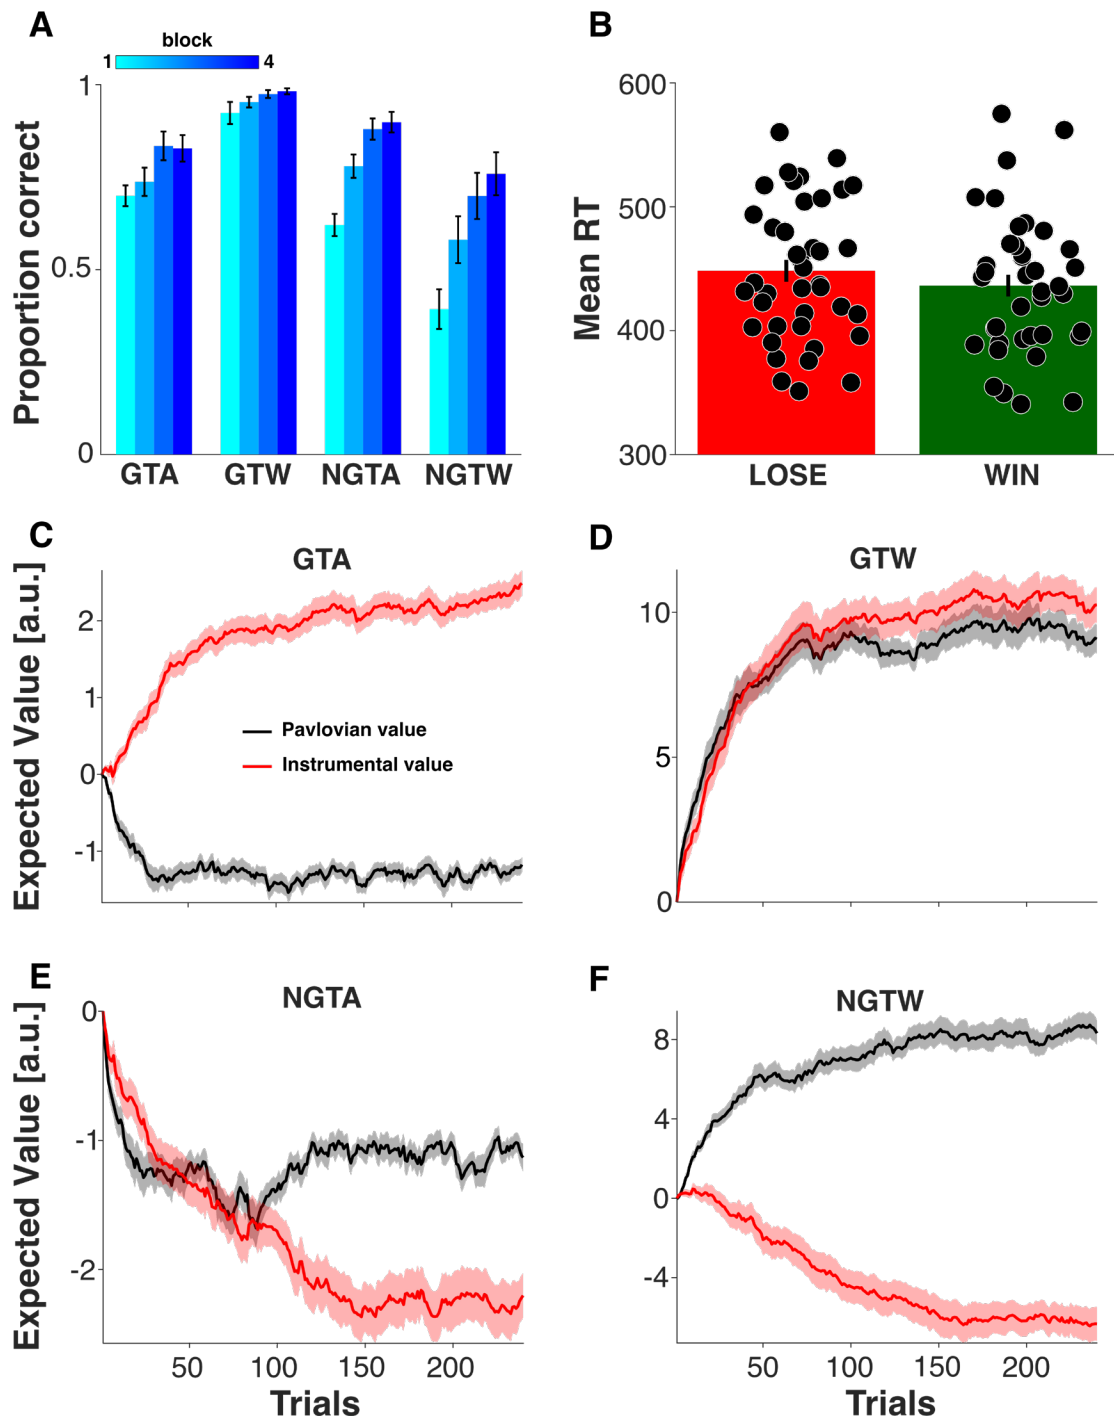 A
block
1 4
Proportion correct
1
0.5
0
GTA GTW NGTA NGTW
B
Mean RT
600
500
400
300
LOSE WIN
C
GTA
Expected Value [a.u.]
2
1
0
-1
Pavlovian value
Instrumental value
D
GTW
10
5
0
E
NGTA
Expected Value [a.u.]
0
-1
-2
50 100 150 200
Trials
F
NGTW
8
4
0
-4
50 100 150 200
Trials